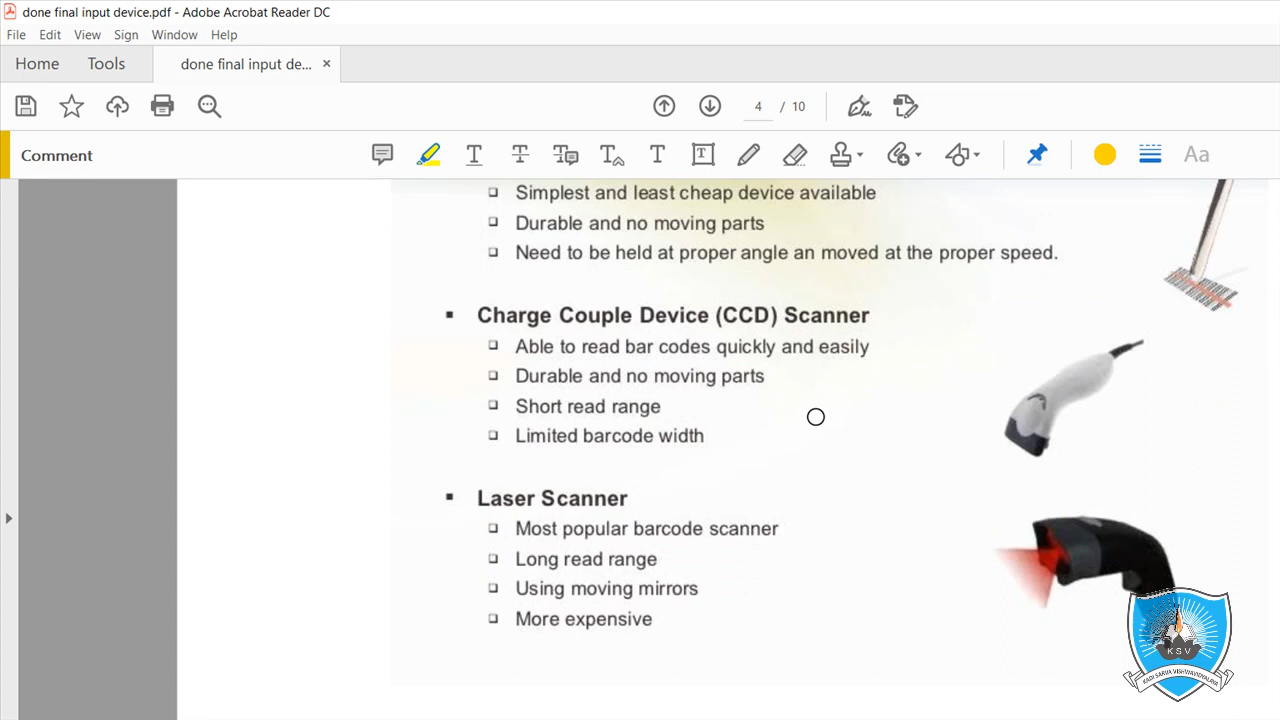 done final input device.pdf - Adobe Acrobat Reader DC
File Edit View Sign Window Help
Home Tools done final input de... ×
4 / 10
Comment
Aa
Simplest and least cheap device available
Durable and no moving parts
Need to be held at proper angle an moved at the proper speed.
Charge Couple Device (CCD) Scanner
Able to read bar codes quickly and easily
Durable and no moving parts
Short read range
Limited barcode width
Laser Scanner
Most popular barcode scanner
Long read range
Using moving mirrors
More expensive
KSV
KADI SARVA VISHWAVIDYALAYA